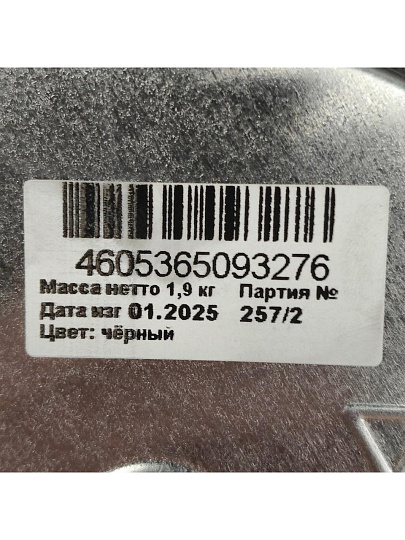 4605365093276
Масса нетто 1,9 кг Партия №
Дата изг 01.2025 257/2
Цвет: чёрный